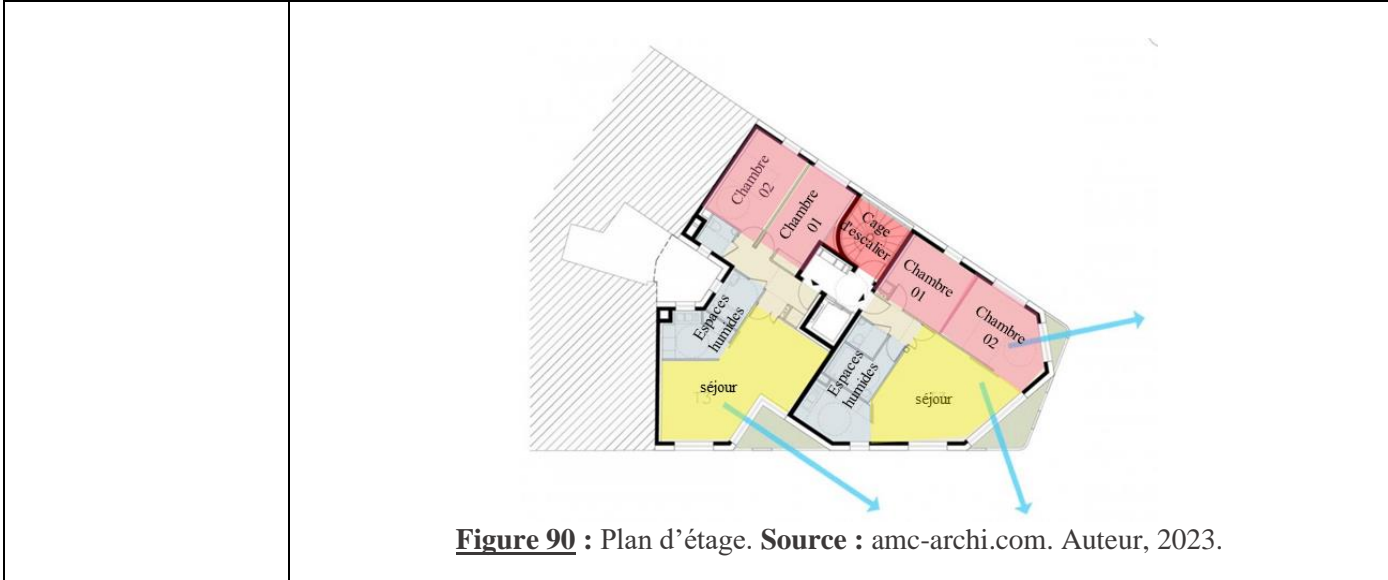 Chambre
02
Chambre
01
Cage
d'escalier
Chambre
01
Chambre
02
Espaces
humides
séjour
T3
Espaces
humides
séjour
Figure 90 : Plan d'étage. Source : amc-archi.com. Auteur, 2023.